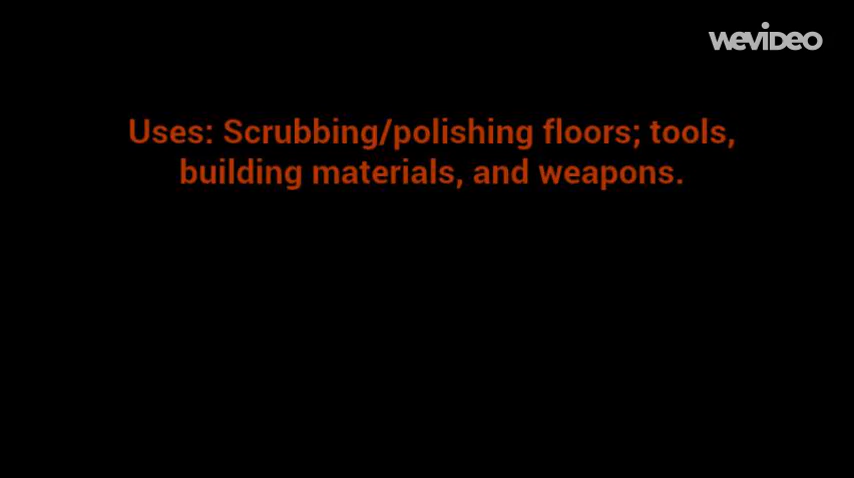 wevideo
Uses: Scrubbing/polishing floors; tools,
building materials, and weapons.